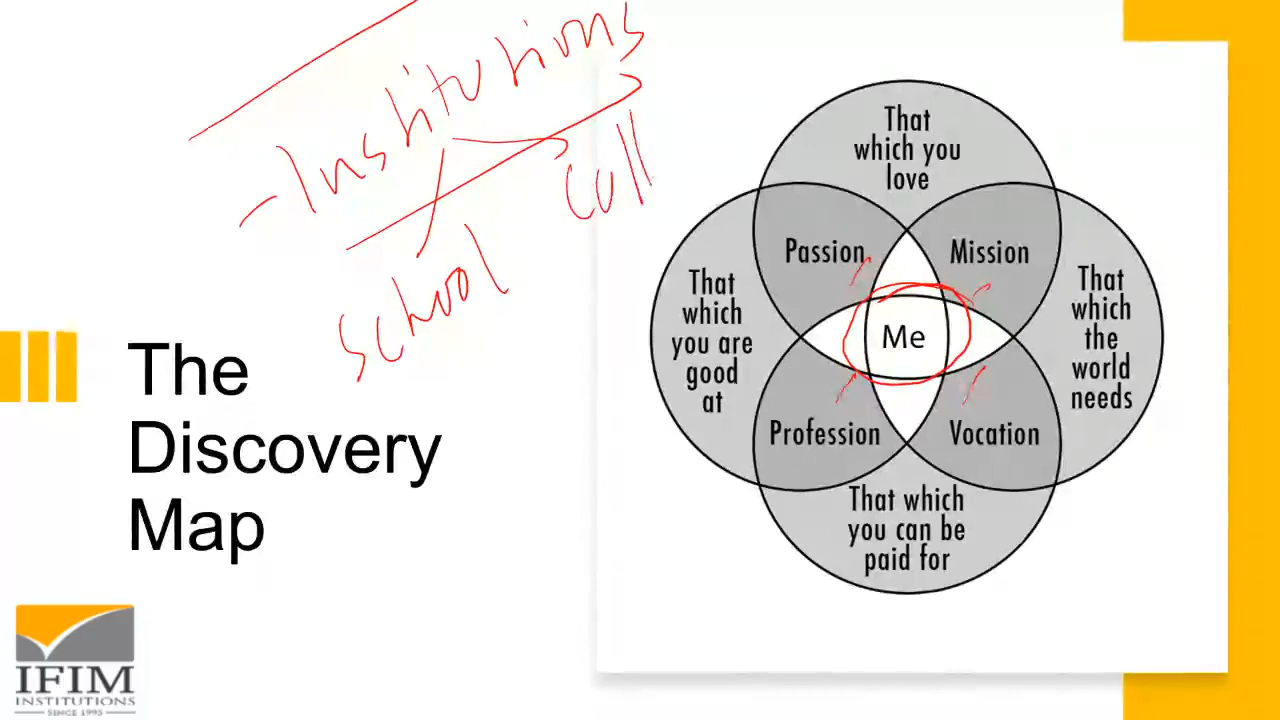 - Institutions
School
Coll
The
Discovery
Map
That
which you
love
Passion
Mission
That
which
you are
good
at
Me
That
which
the
world
needs
Profession
Vocation
That which
you can be
paid for
IFIM
INSTITUTIONS
SINCE 1995